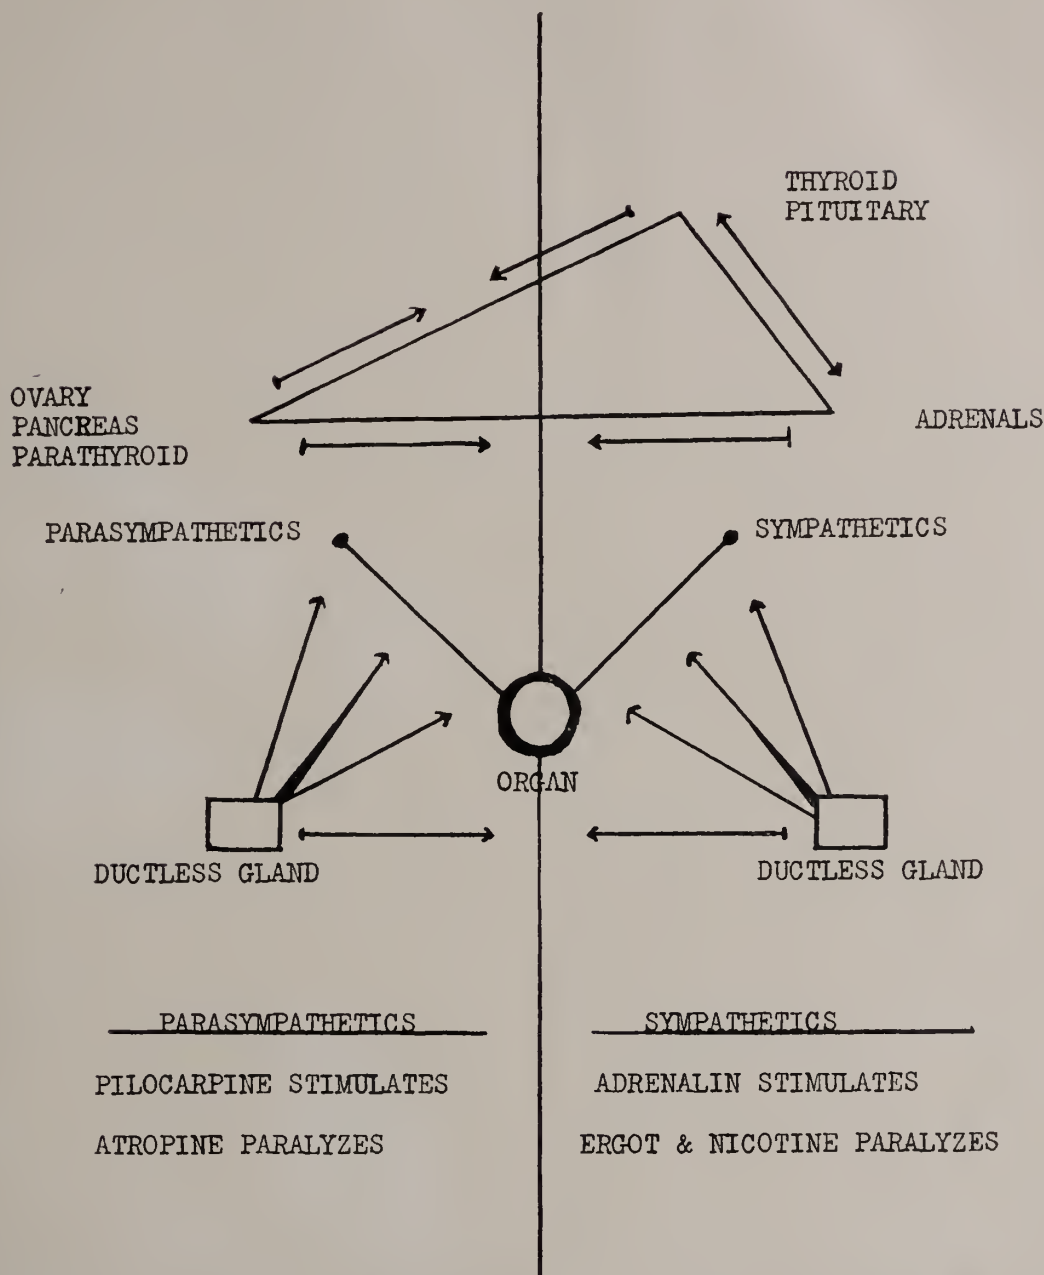 THYROID
PITUITARY
OVARY
PANCREAS
PARATHYROID
ADRENALS
PARASYMPATHETICS
SYMPATHETICS
ORGAN
DUCTLESS GLAND
DUCTLESS GLAND
PARASYMPATHETICS
SYMPATHETICS
PILOCARPINE STIMULATES
ADRENALIN STIMULATES
ATROPINE PARALYZES
ERGOT & NICOTINE PARALYZES